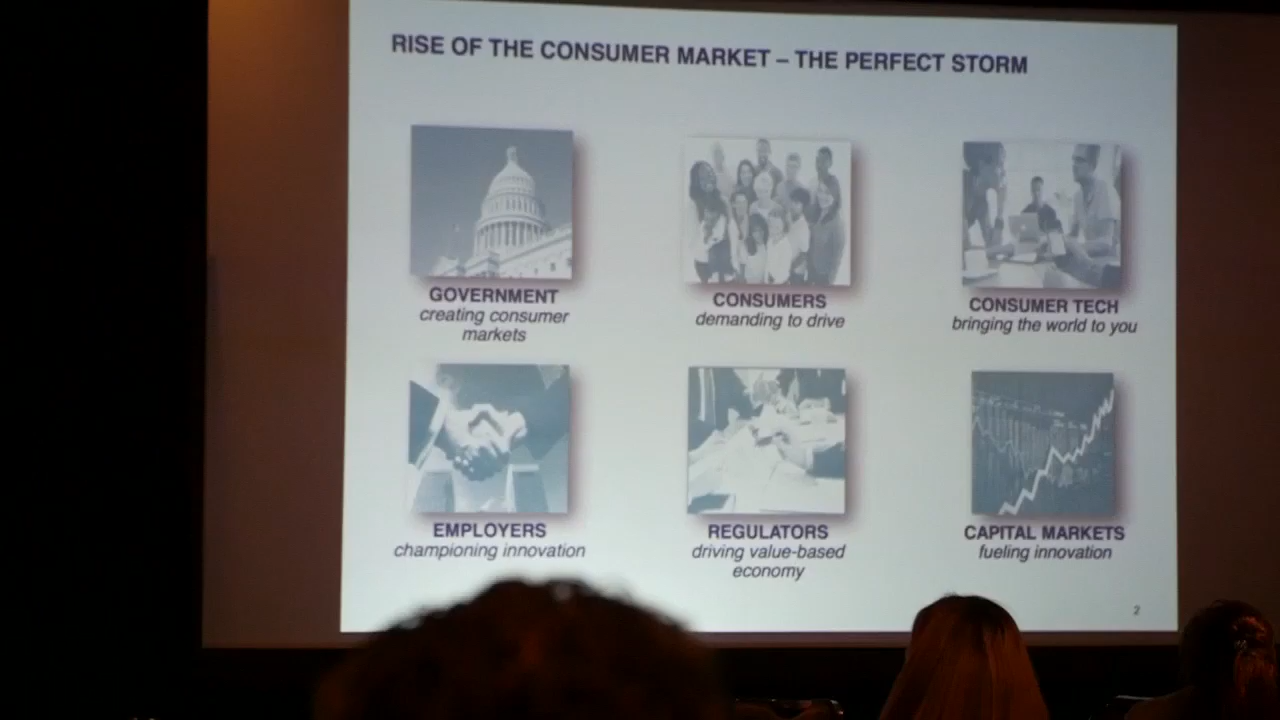 RISE OF THE CONSUMER MARKET – THE PERFECT STORM
GOVERNMENT
creating consumer
markets
CONSUMERS
demanding to drive
CONSUMER TECH
bringing the world to you
EMPLOYERS
championing innovation
REGULATORS
driving value-based
economy
CAPITAL MARKETS
fueling innovation
2